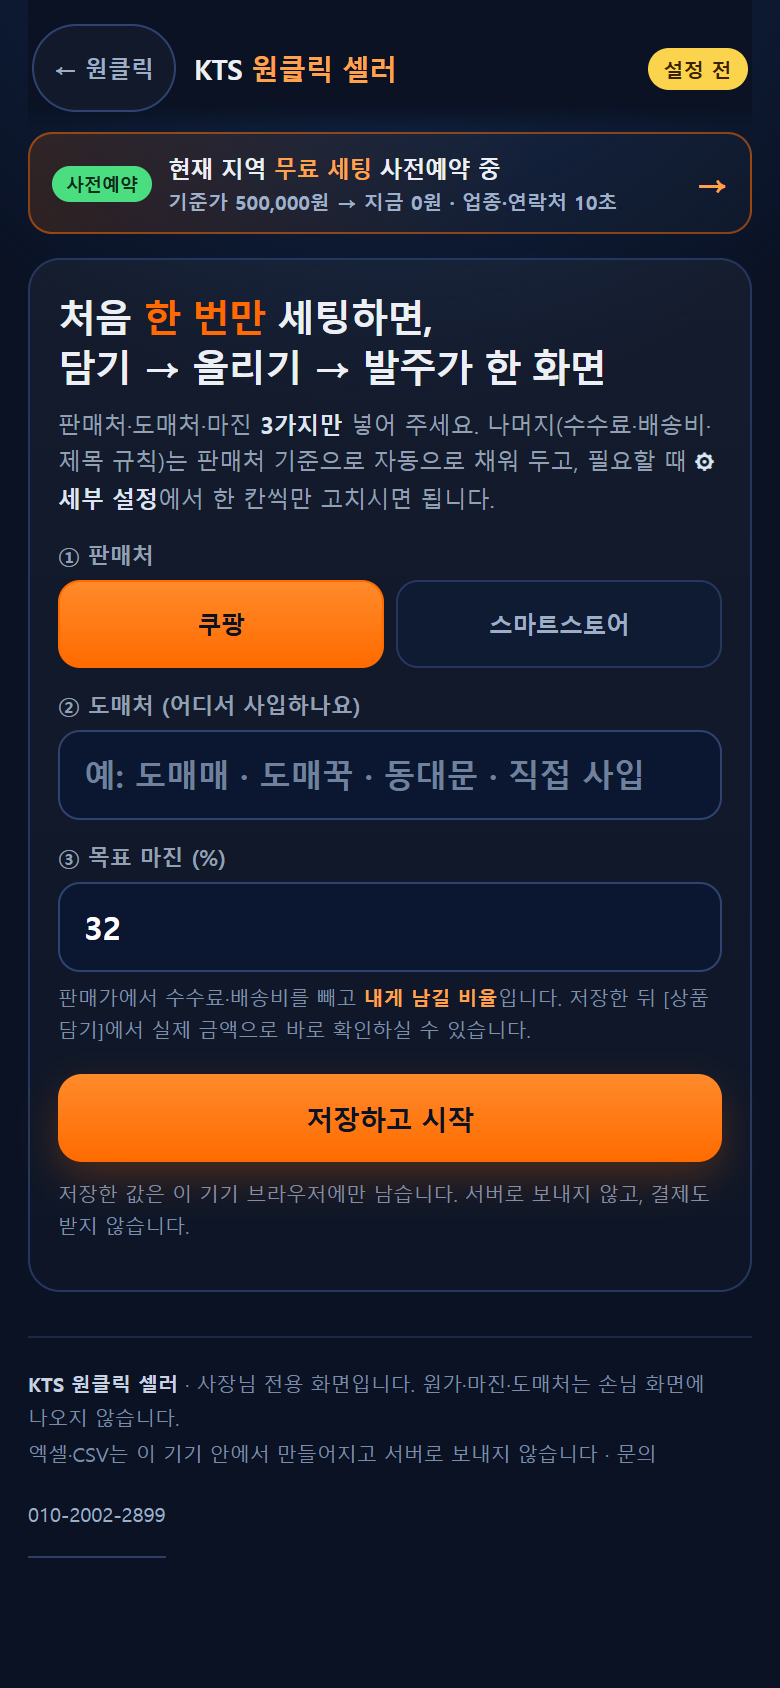 ← 원클릭
KTS 원클릭 셀러
설정 전
사전예약
현재 지역 무료 세팅 사전예약 중
기준가 500,000원 → 지금 0원 · 업종·연락처 10초
→
처음 한 번만 세팅하면,
담기 → 올리기 → 발주가 한 화면
판매처·도매처·마진 3가지만 넣어 주세요. 나머지(수수료·배송비·
제목 규칙)는 판매처 기준으로 자동으로 채워 두고, 필요할 때 ⚙
세부 설정에서 한 칸씩만 고치시면 됩니다.
① 판매처
쿠팡
스마트스토어
② 도매처 (어디서 사입하나요)
예: 도매매 · 도매꾹 · 동대문 · 직접 사입
③ 목표 마진 (%)
32
판매가에서 수수료·배송비를 빼고 내게 남길 비율입니다. 저장한 뒤 [상품
담기]에서 실제 금액으로 바로 확인하실 수 있습니다.
저장하고 시작
저장한 값은 이 기기 브라우저에만 남습니다. 서버로 보내지 않고, 결제도
받지 않습니다.
KTS 원클릭 셀러 · 사장님 전용 화면입니다. 원가·마진·도매처는 손님 화면에
나오지 않습니다.
엑셀·CSV는 이 기기 안에서 만들어지고 서버로 보내지 않습니다 · 문의
010-2002-2899